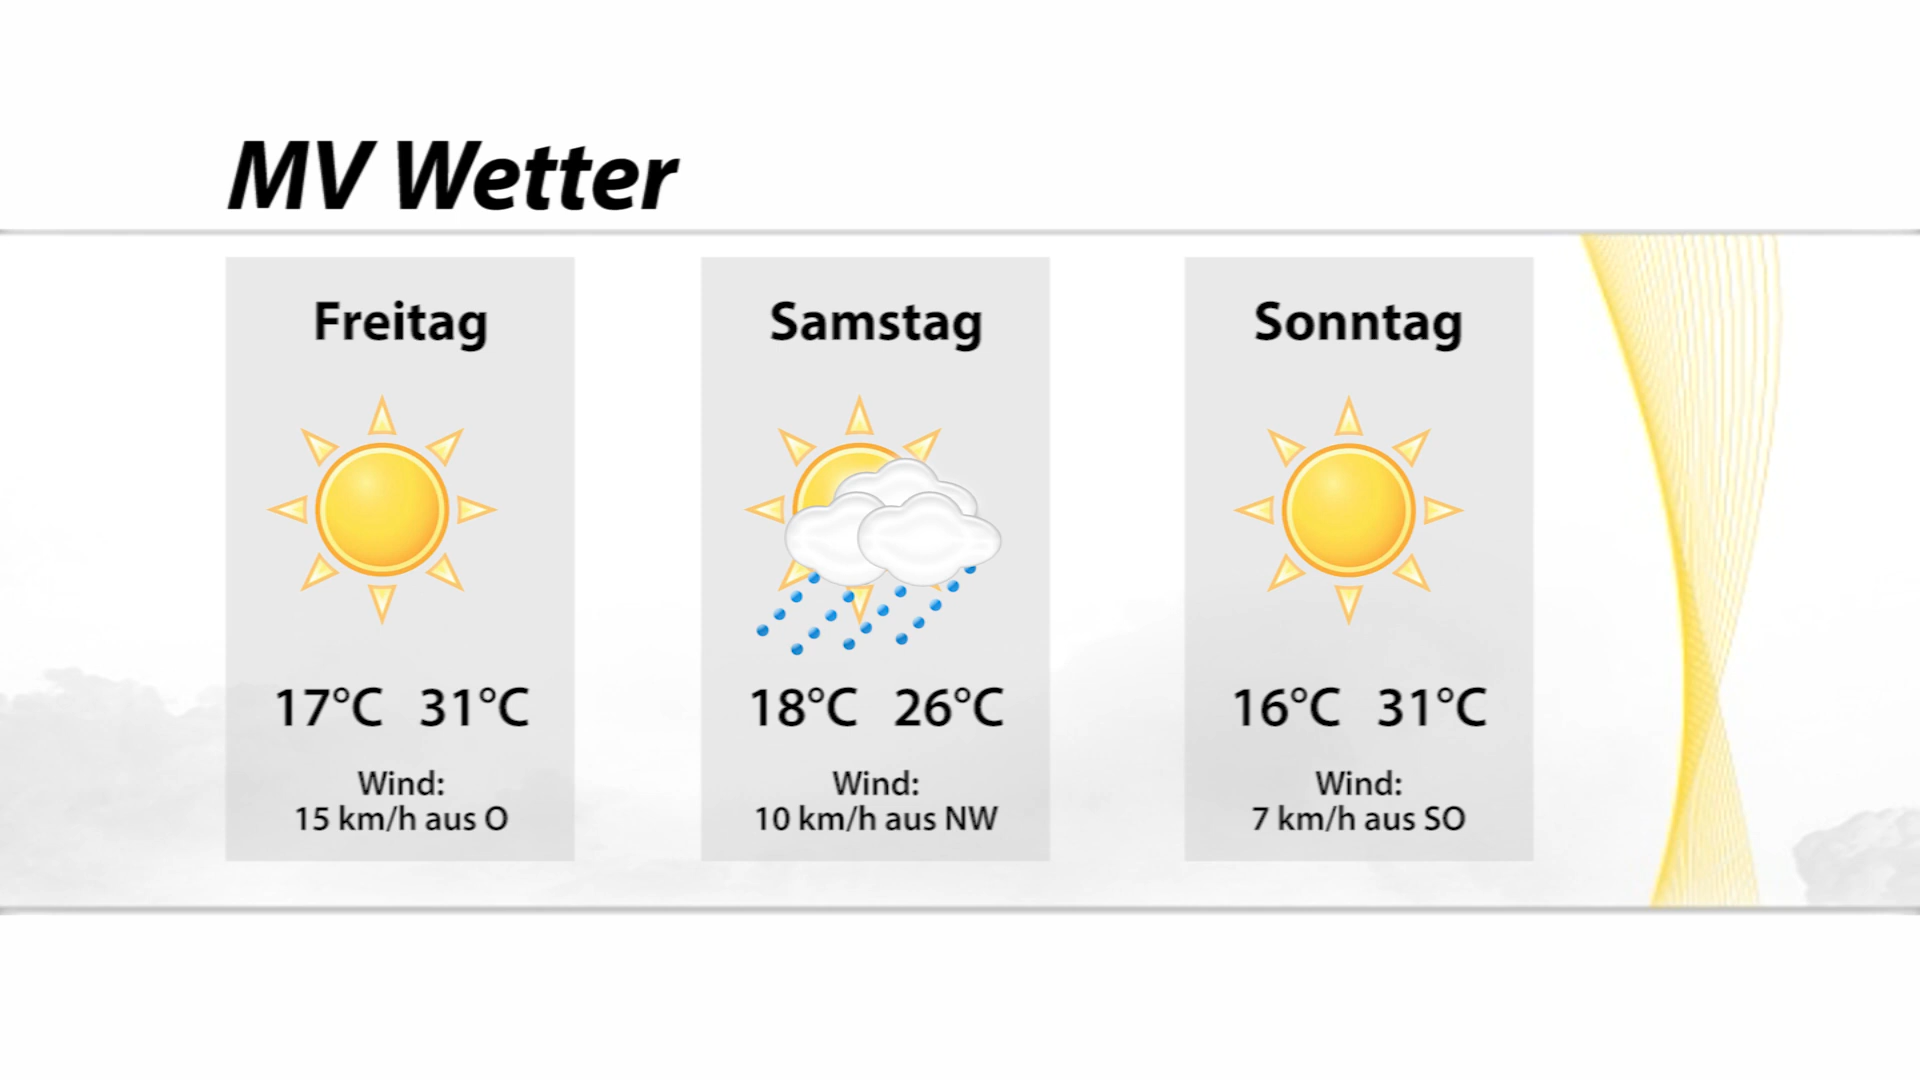 MV Wetter
Freitag
17°C 31°C
Wind:
15 km/h aus O
Samstag
18°C 26°C
Wind:
10 km/h aus NW
Sonntag
16°C 31°C
Wind:
7 km/h aus SO